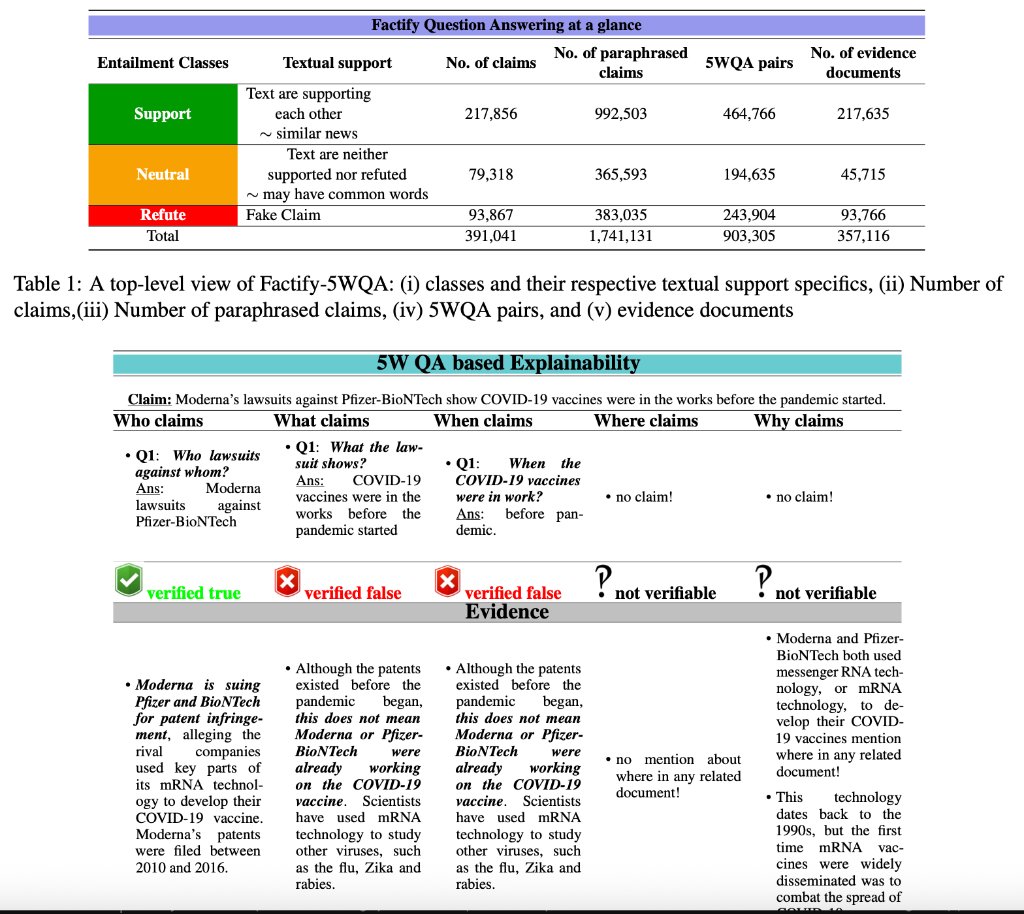 Factify Question Answering at a glance
Entailment Classes Textual support No. of claims No. of paraphrased claims 5WQA pairs No. of evidence documents
Support Text are supporting each other ∼ similar news 217,856 992,503 464,766 217,635
Neutral Text are neither supported nor refuted ∼ may have common words 79,318 365,593 194,635 45,715
Refute Fake Claim 93,867 383,035 243,904 93,766
Total 391,041 1,741,131 903,305 357,116
Table 1: A top-level view of Factify-5WQA: (i) classes and their respective textual support specifics, (ii) Number of
claims,(iii) Number of paraphrased claims, (iv) 5WQA pairs, and (v) evidence documents
5W QA based Explainability
Claim: Moderna's lawsuits against Pfizer-BioNTech show COVID-19 vaccines were in the works before the pandemic started.
Who claims What claims When claims Where claims Why claims
• Q1: Who lawsuits
against whom?
Ans: Moderna
lawsuits against
Pfizer-BioNTech
• Q1: What the law-
suit shows?
Ans: COVID-19
vaccines were in the
works before the
pandemic started
• Q1: When the
COVID-19 vaccines
were in work?
Ans: before pan-
demic.
• no claim!
• no claim!
verified true
verified false
verified false
? not verifiable
? not verifiable
Evidence
• Moderna is suing
Pfizer and BioNTech
for patent infringe-
ment, alleging the
rival companies
used key parts of
its mRNA technol-
ogy to develop their
COVID-19 vaccine.
Moderna's patents
were filed between
2010 and 2016.
• Although the patents
existed before the
pandemic began,
this does not mean
Moderna or Pfizer-
BioNTech were
already working
on the COVID-19
vaccine. Scientists
have used mRNA
technology to study
other viruses, such
as the flu, Zika and
rabies.
• Although the patents
existed before the
pandemic began,
this does not mean
Moderna or Pfizer-
BioNTech were
already working
on the COVID-19
vaccine. Scientists
have used mRNA
technology to study
other viruses, such
as the flu, Zika and
rabies.
• no mention about
where in any related
document!
• Moderna and Pfizer-
BioNTech both used
messenger RNA tech-
nology, or mRNA
technology, to de-
velop their COVID-
19 vaccines mention
where in any related
document!
• This technology
dates back to the
1990s, but the first
time mRNA vac-
cines were widely
disseminated was to
combat the spread of